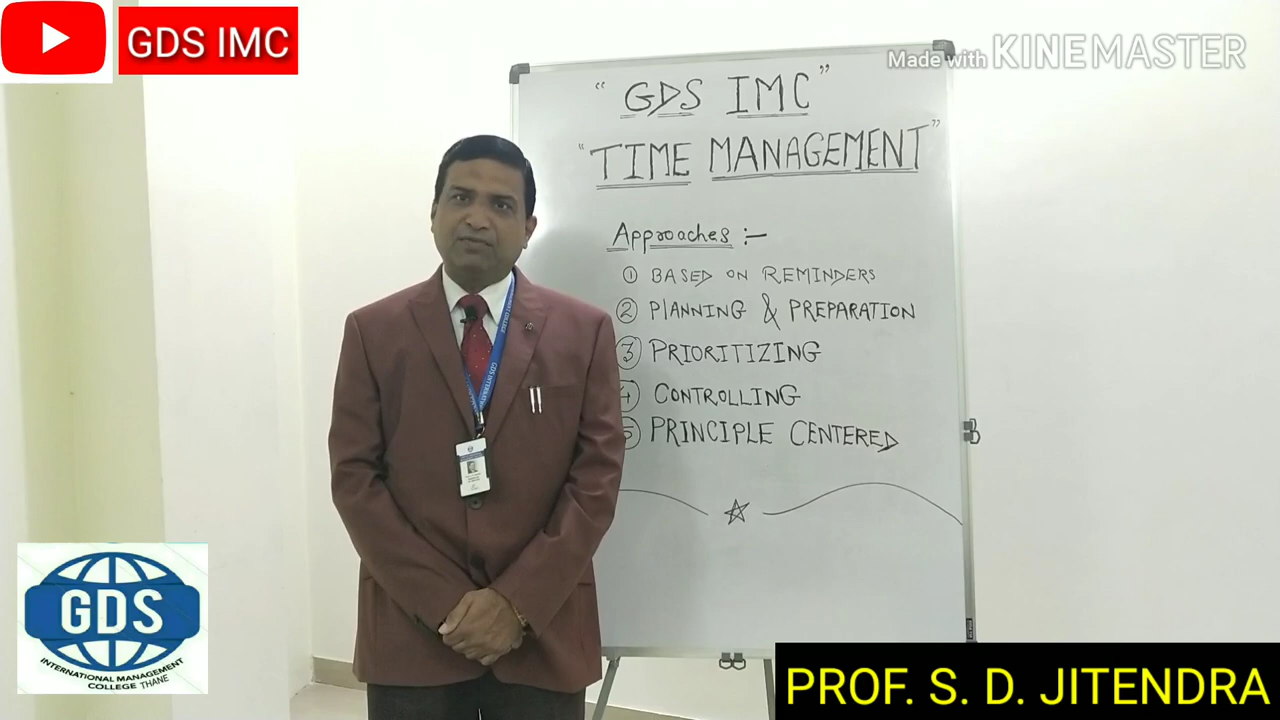 GDS IMC
Made with KINEMASTER
“GDS IMC”
“TIME MANAGEMENT”
Approaches :-
① BASED ON REMINDERS
② PLANNING & PREPARATION
③ PRIORITIZING
④ CONTROLLING
⑤ PRINCIPLE CENTERED
GDS
INTERNATIONAL MANAGEMENT
COLLEGE THANE
PROF. S. D. JITENDRA